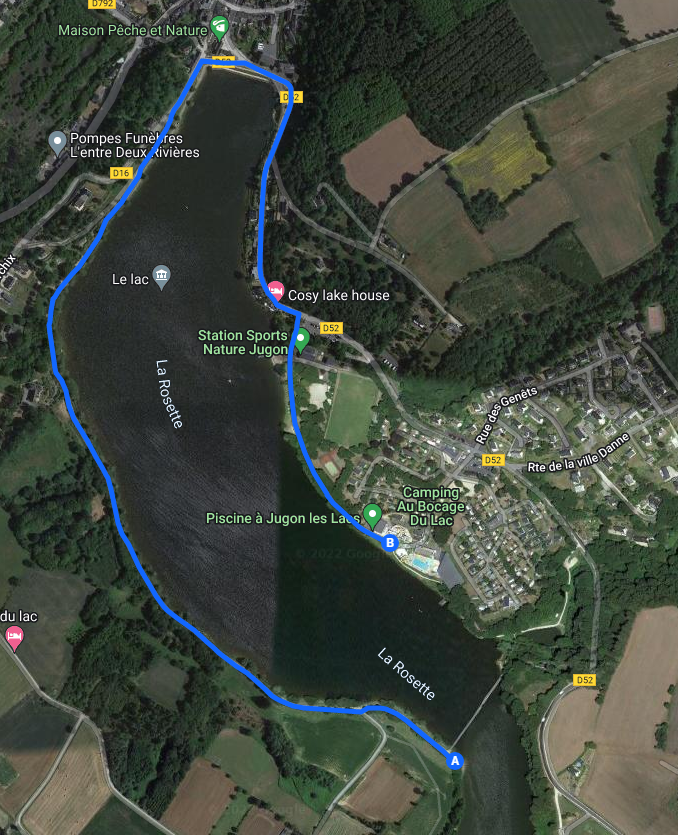 D792
Maison Pêche et Nature
D52
Pompes Funèbres
L'entre Deux Rivières
D16
Le lac
Cosy lake house
D52
Station Sports
Nature Jugon
La Rosette
Rue des Genêts
D52
Rte de la ville Danne
Camping
Au Bocage
Du Lac
Piscine à Jugon les Lacs
B
2022 Google
du lac
La Rosette
D52
A